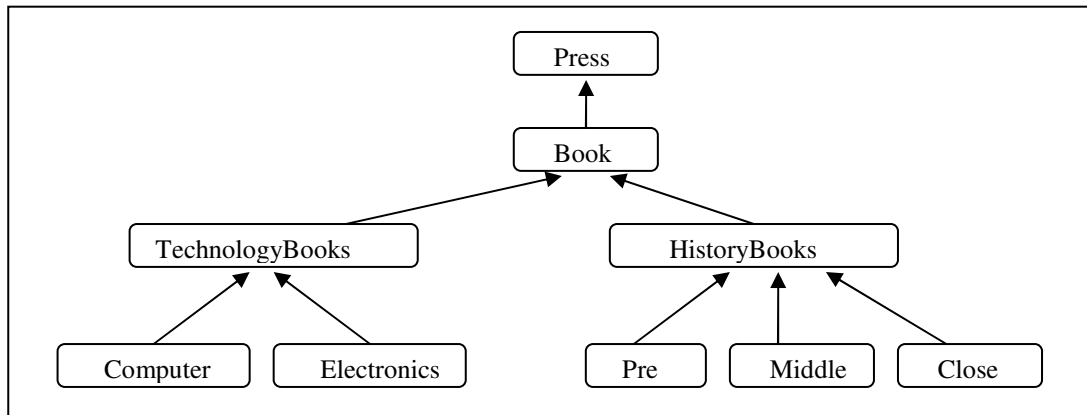 Press
Book
TechnologyBooks
HistoryBooks
Computer
Electronics
Pre
Middle
Close